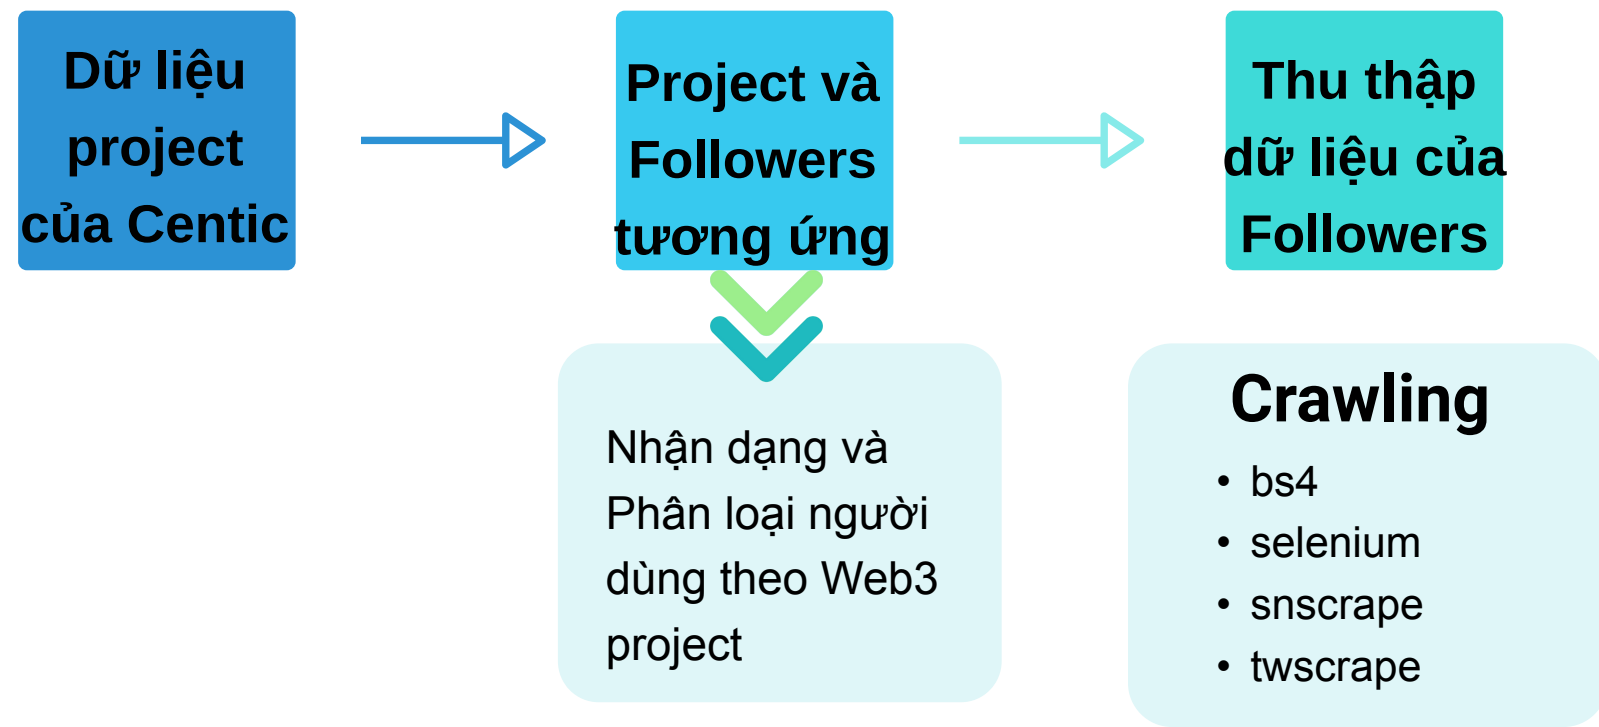 Dữ liệu
project
của Centic
Project và
Followers
tương ứng
Thu thập
dữ liệu của
Followers
Nhận dạng và
Phân loại người
dùng theo Web3
project
Crawling
• bs4
• selenium
• snscrape
• twscrape